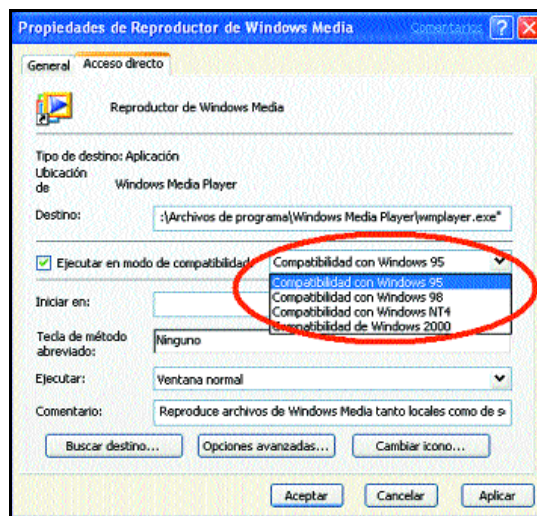 Propiedades de Reproductor de Windows Media Comentarios ?
General Acceso directo
Reproductor de Windows Media
Tipo de destino: Aplicación
Ubicación
de Windows Media Player
Destino: :\Archivos de programa\Windows Media Player\wmplayer.exe"
Ejecutar en modo de compatibilidad Compatibilidad con Windows 95
Compatibilidad con Windows 95
Compatibilidad con Windows 98
Iniciar en: Compatibilidad con Windows NT4
Compatibilidad de Windows 2000
Tecla de método
abreviado: Ninguno
Ejecutar: Ventana normal
Comentario: Reproduce archivos de Windows Media tanto locales como de s
Buscar destino... Opciones avanzadas... Cambiar icono...
Aceptar Cancelar Aplicar